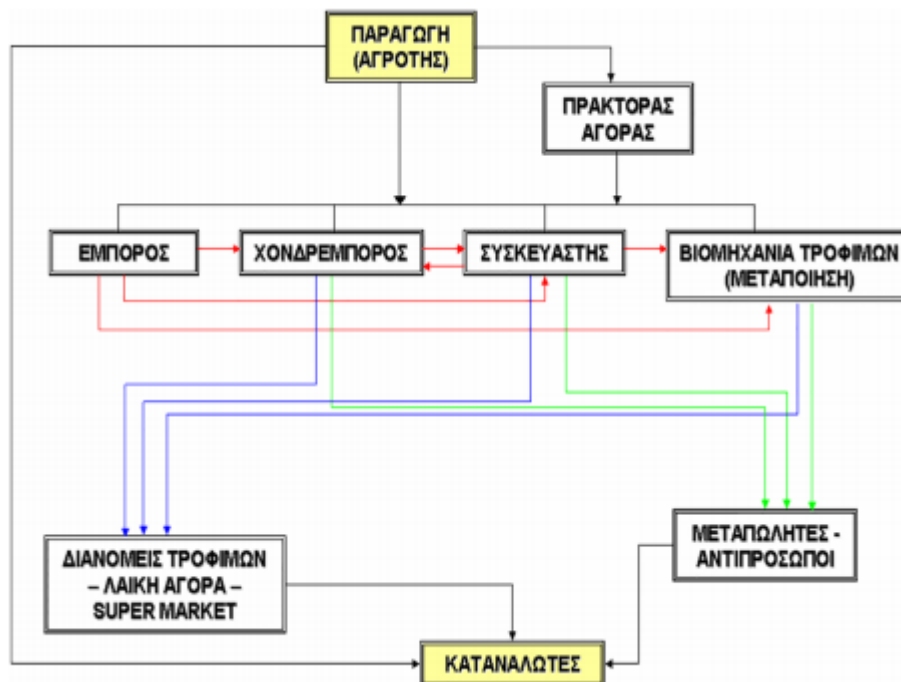 ΠΑΡΑΓΩΓΗ
(ΑΓΡΟΤΗΣ)
ΠΡΑΚΤΟΡΑΣ
ΑΓΟΡΑΣ
ΕΜΠΟΡΟΣ
ΧΟΝΔΡΕΜΠΟΡΟΣ
ΣΥΣΚΕΥΑΣΤΗΣ
ΒΙΟΜΗΧΑΝΙΑ ΤΡΟΦΙΜΩΝ
(ΜΕΤΑΠΟΙΗΣΗ)
ΔΙΑΝΟΜΕΙΣ ΤΡΟΦΙΜΩΝ
– ΛΑΙΚΗ ΑΓΟΡΑ –
SUPER MARKET
ΜΕΤΑΠΩΛΗΤΕΣ -
ΑΝΤΙΠΡΟΣΩΠΟΙ
ΚΑΤΑΝΑΛΩΤΕΣ